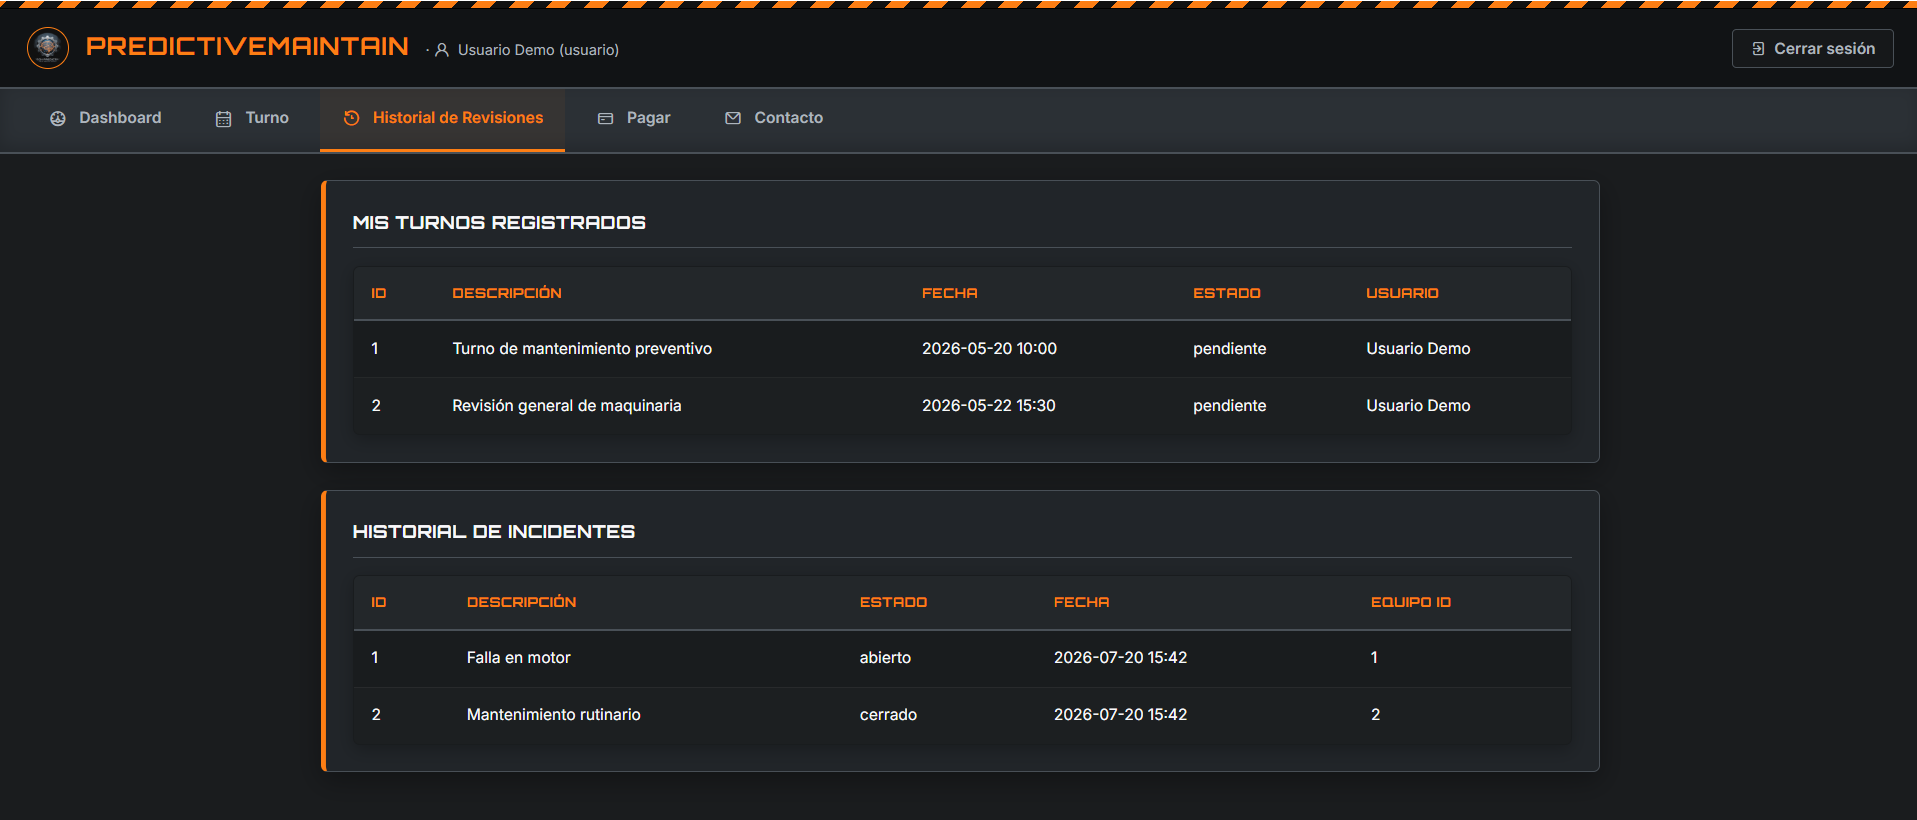 PREDICTIVEMAINTAIN · Usuario Demo (usuario) Cerrar sesión
Dashboard Turno Historial de Revisiones Pagar Contacto
MIS TURNOS REGISTRADOS
ID DESCRIPCIÓN FECHA ESTADO USUARIO
1 Turno de mantenimiento preventivo 2026-05-20 10:00 pendiente Usuario Demo
2 Revisión general de maquinaria 2026-05-22 15:30 pendiente Usuario Demo
HISTORIAL DE INCIDENTES
ID DESCRIPCIÓN ESTADO FECHA EQUIPO ID
1 Falla en motor abierto 2026-07-20 15:42 1
2 Mantenimiento rutinario cerrado 2026-07-20 15:42 2